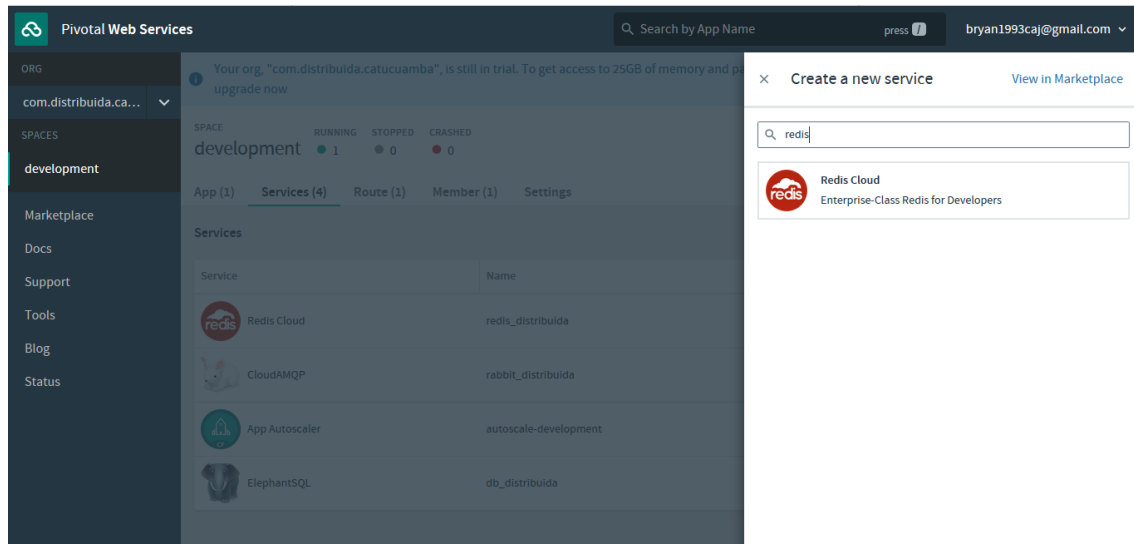 Pivotal Web Services
Search by App Name
press /
bryan1993caj@gmail.com
ORG
com.distribuida.ca...
SPACES
development
Marketplace
Docs
Support
Tools
Blog
Status
Your org, "com.distribuida.catucuamba", is still in trial. To get access to 25GB of memory and pa
upgrade now
SPACE
development
RUNNING STOPPED CRASHED
1 0 0
App (1) Services (4) Route (1) Member (1) Settings
Services
Service Name
redis
Redis Cloud redis_distribuida
CloudAMQP rabbit_distribuida
App Autoscaler autoscale-development
ElephantSQL db_distribuida
× Create a new service View in Marketplace
redis
redis
Redis Cloud
Enterprise-Class Redis for Developers